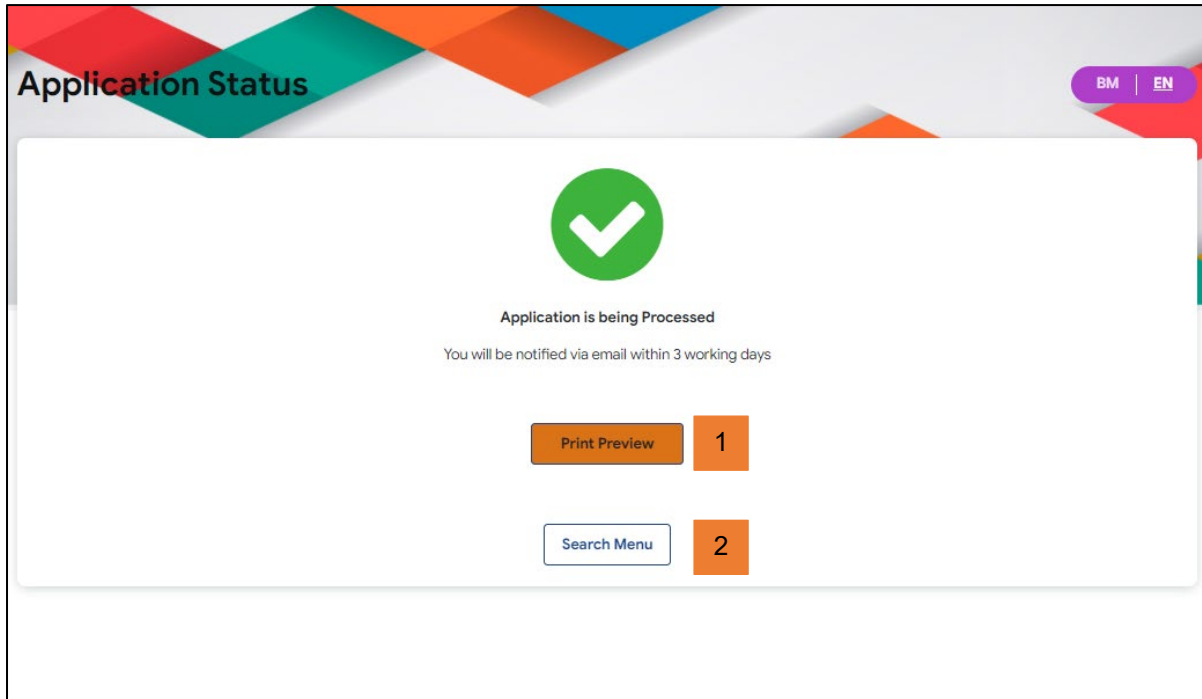 Application Status
BM | EN
Application is being Processed
You will be notified via email within 3 working days
Print Preview
1
Search Menu
2